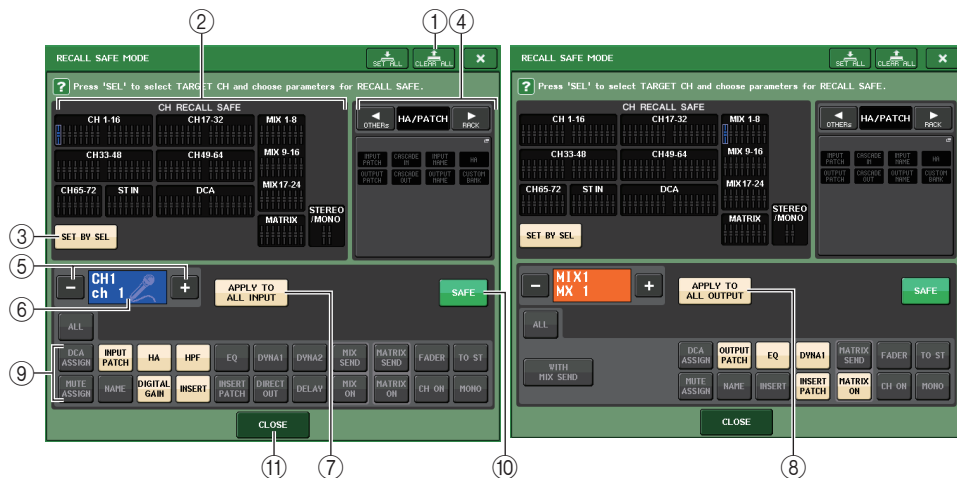 ② ① ④
RECALL SAFE MODE SET ALL CLEAR ALL ×
? Press 'SEL' to select TARGET CH and choose parameters for RECALL SAFE.
CH RECALL SAFE
CH 1-16 CH17-32 MIX 1-8
CH33-48 CH49-64 MIX 9-16
CH65-72 ST IN DCA MIX17-24
STEREO
/MONO
MATRIX
OTHERs HA/PATCH RACK
INPUT PATCH CASCADE IN INPUT NAME HA
OUTPUT PATCH CASCADE OUT OUTPUT NAME CUSTOM BANK
③ SET BY SEL
⑤ − CH1 +
⑥ ch 1
APPLY TO
ALL INPUT
SAFE
ALL
⑨
DCA ASSIGN INPUT PATCH HA HPF EQ DYNA1 DYNA2 MIX SEND MATRIX SEND FADER TO ST
MUTE ASSIGN NAME DIGITAL GAIN INSERT INSERT PATCH DIRECT OUT DELAY MIX ON MATRIX ON CH ON MONO
CLOSE
⑪ ⑦ ⑩
RECALL SAFE MODE SET ALL CLEAR ALL ×
? Press 'SEL' to select TARGET CH and choose parameters for RECALL SAFE.
CH RECALL SAFE
CH 1-16 CH17-32 MIX 1-8
CH33-48 CH49-64 MIX 9-16
CH65-72 ST IN DCA MIX17-24
STEREO
/MONO
MATRIX
OTHERs HA/PATCH RACK
INPUT PATCH CASCADE IN INPUT NAME HA
OUTPUT PATCH CASCADE OUT OUTPUT NAME CUSTOM BANK
SET BY SEL
− MIX1 +
MX 1
APPLY TO
ALL OUTPUT
SAFE
ALL
WITH
MIX SEND
DCA ASSIGN OUTPUT PATCH EQ DYNA1 MATRIX SEND FADER TO ST
MUTE ASSIGN NAME INSERT INSERT PATCH MATRIX ON CH ON MONO
CLOSE
⑧